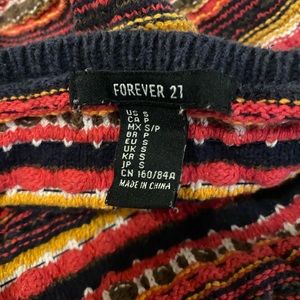 FOREVER 21
US S
CA P
MX S/P
BR P
EU S
UK S
KR S
JP S
CN 160/84A
MADE IN CHINA